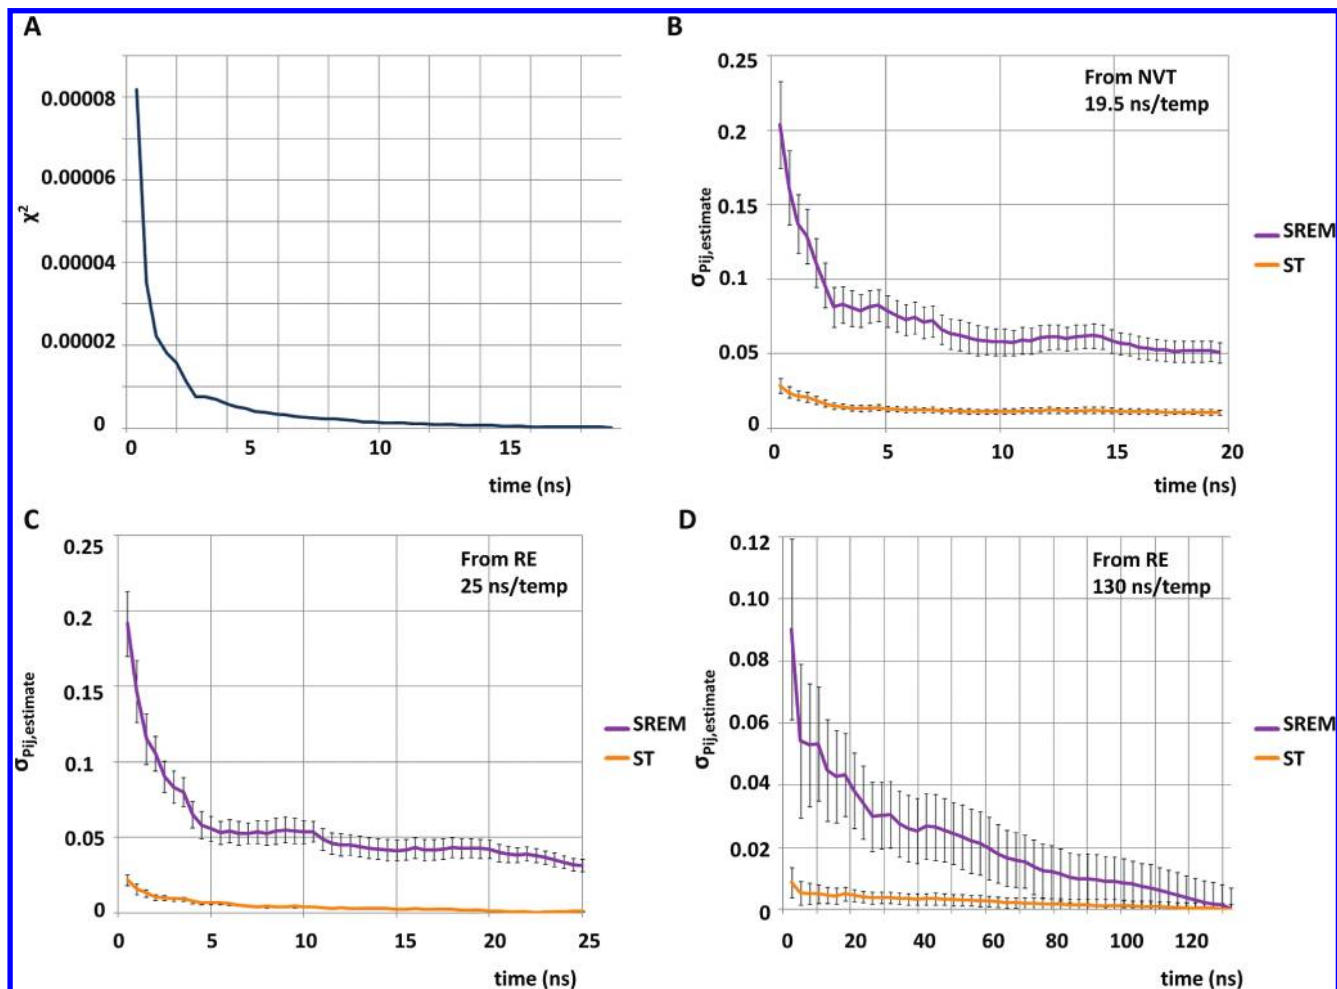 A
χ²
0.00008
0.00006
0.00004
0.00002
0
0 5 10 15
time (ns)
B
From NVT
19.5 ns/temp
σPij,estimate
0.25
0.2
0.15
0.1
0.05
0
0 5 10 15 20
time (ns)
SREM
ST
C
From RE
25 ns/temp
σPij,estimate
0.25
0.2
0.15
0.1
0.05
0
0 5 10 15 20 25
time (ns)
SREM
ST
D
From RE
130 ns/temp
σPij,estimate
0.12
0.10
0.08
0.06
0.04
0.02
0
0 20 40 60 80 100 120
time (ns)
SREM
ST